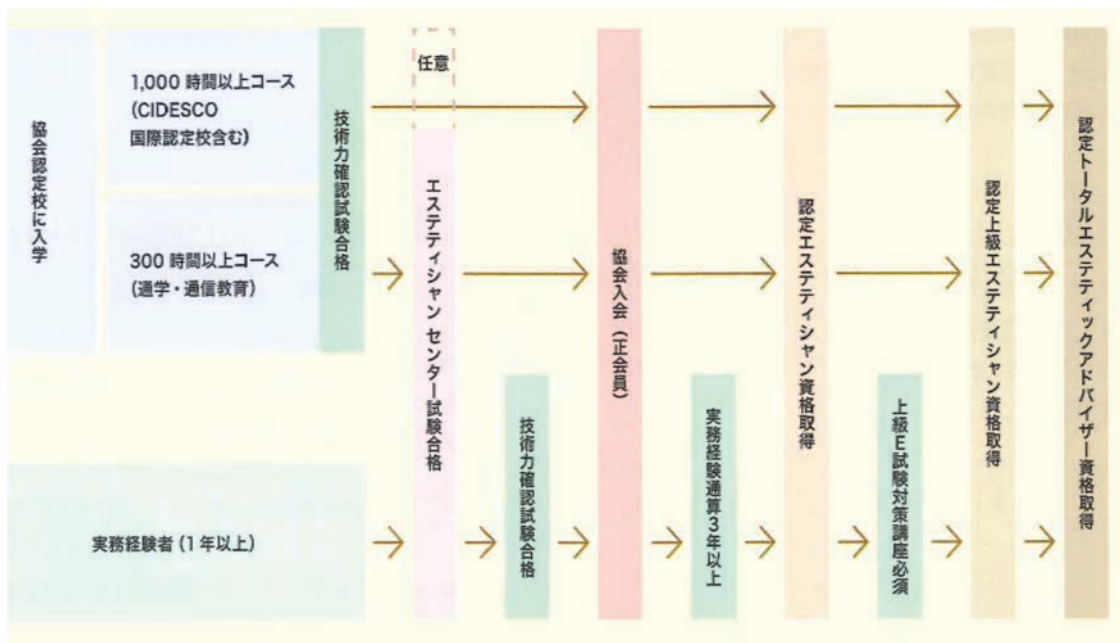 協会認定校に入学
1,000 時間以上コース
(CIDESCO
国際認定校含む)
300 時間以上コース
(通学・通信教育)
技術力確認試験合格
任意
エステティシャン センター試験合格
実務経験者(1年以上)
技術力確認試験合格
協会入会(正会員)
実務経験通算3年以上
認定エステティシャン資格取得
上級E試験対策講座必須
認定上級エステティシャン資格取得
認定トータルエステティックアドバイザー資格取得